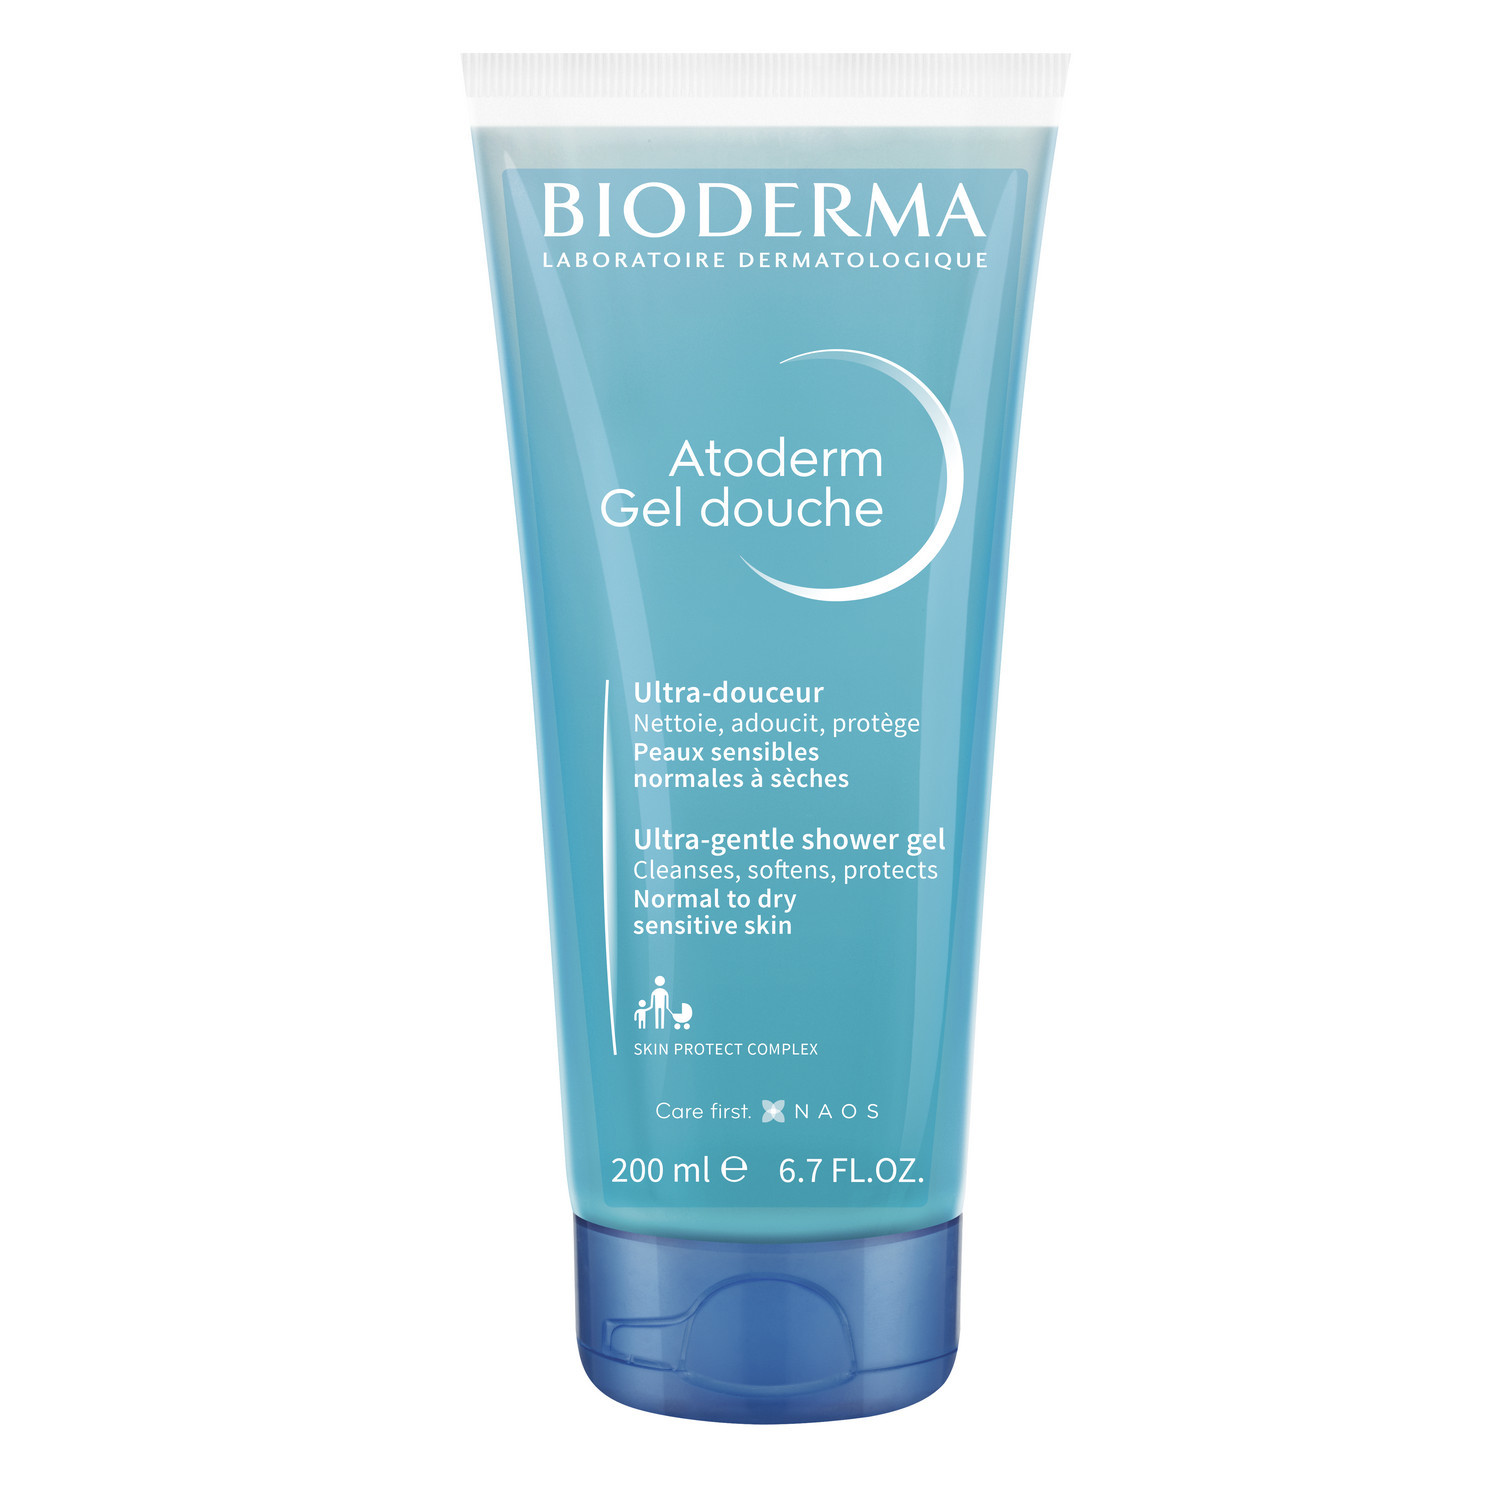 BIODERMA
LABORATOIRE DERMATOLOGIQUE
Atoderm
Gel douche
Ultra-douceur
Nettoie, adoucit, protège
Peaux sensibles
normales à sèches
Ultra-gentle shower gel
Cleanses, softens, protects
Normal to dry
sensitive skin
SKIN PROTECT COMPLEX
Care first. NAOS
200 ml ℮ 6.7 FL.OZ.